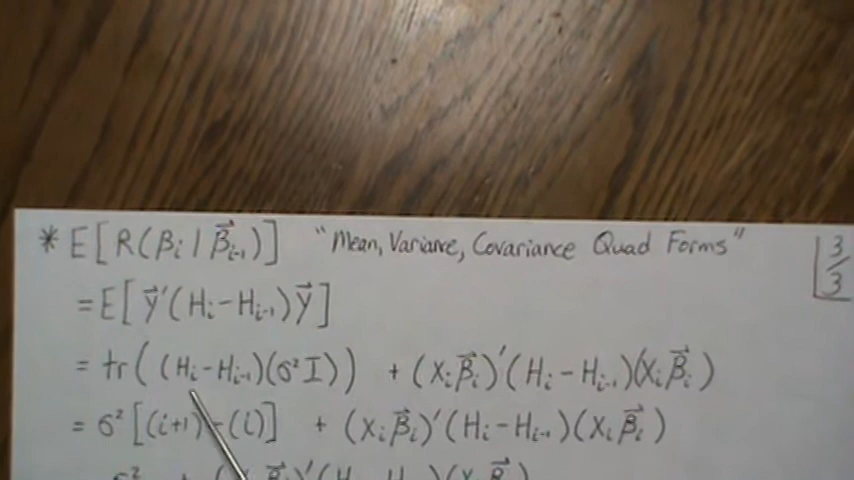 * E[R(βᵢ | β⃗ᵢ₋₁)] "Mean, Variance, Covariance Quad Forms" 3/3
= E[Y⃗'(Hᵢ-Hᵢ₋₁)Y⃗]
= tr((Hᵢ-Hᵢ₋₁)(σ²I)) + (Xᵢβ⃗ᵢ)'(Hᵢ-Hᵢ₋₁)(Xᵢβ⃗ᵢ)
= σ²[(i+1)-(i)] + (Xᵢβ⃗ᵢ)'(Hᵢ-Hᵢ₋₁)(Xᵢβ⃗ᵢ)